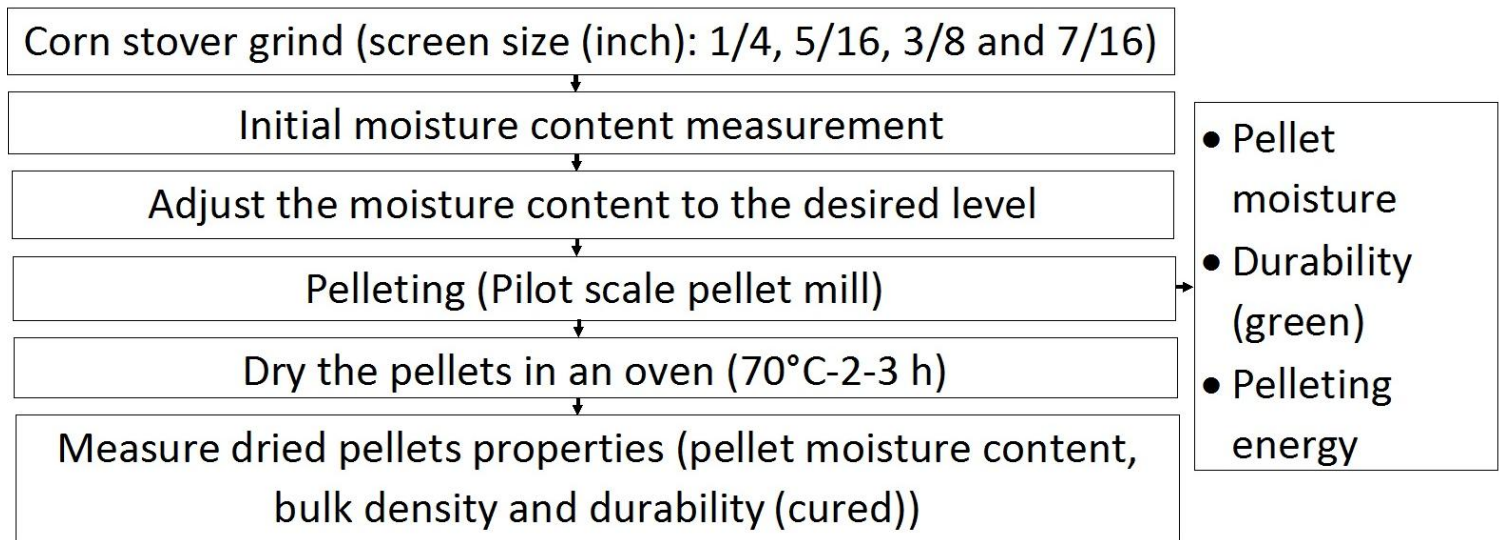 Corn stover grind (screen size (inch): 1/4, 5/16, 3/8 and 7/16)
Initial moisture content measurement
Adjust the moisture content to the desired level
Pelleting (Pilot scale pellet mill)
Dry the pellets in an oven (70°C-2-3 h)
Measure dried pellets properties (pellet moisture content,
bulk density and durability (cured))
• Pellet
moisture
• Durability
(green)
• Pelleting
energy